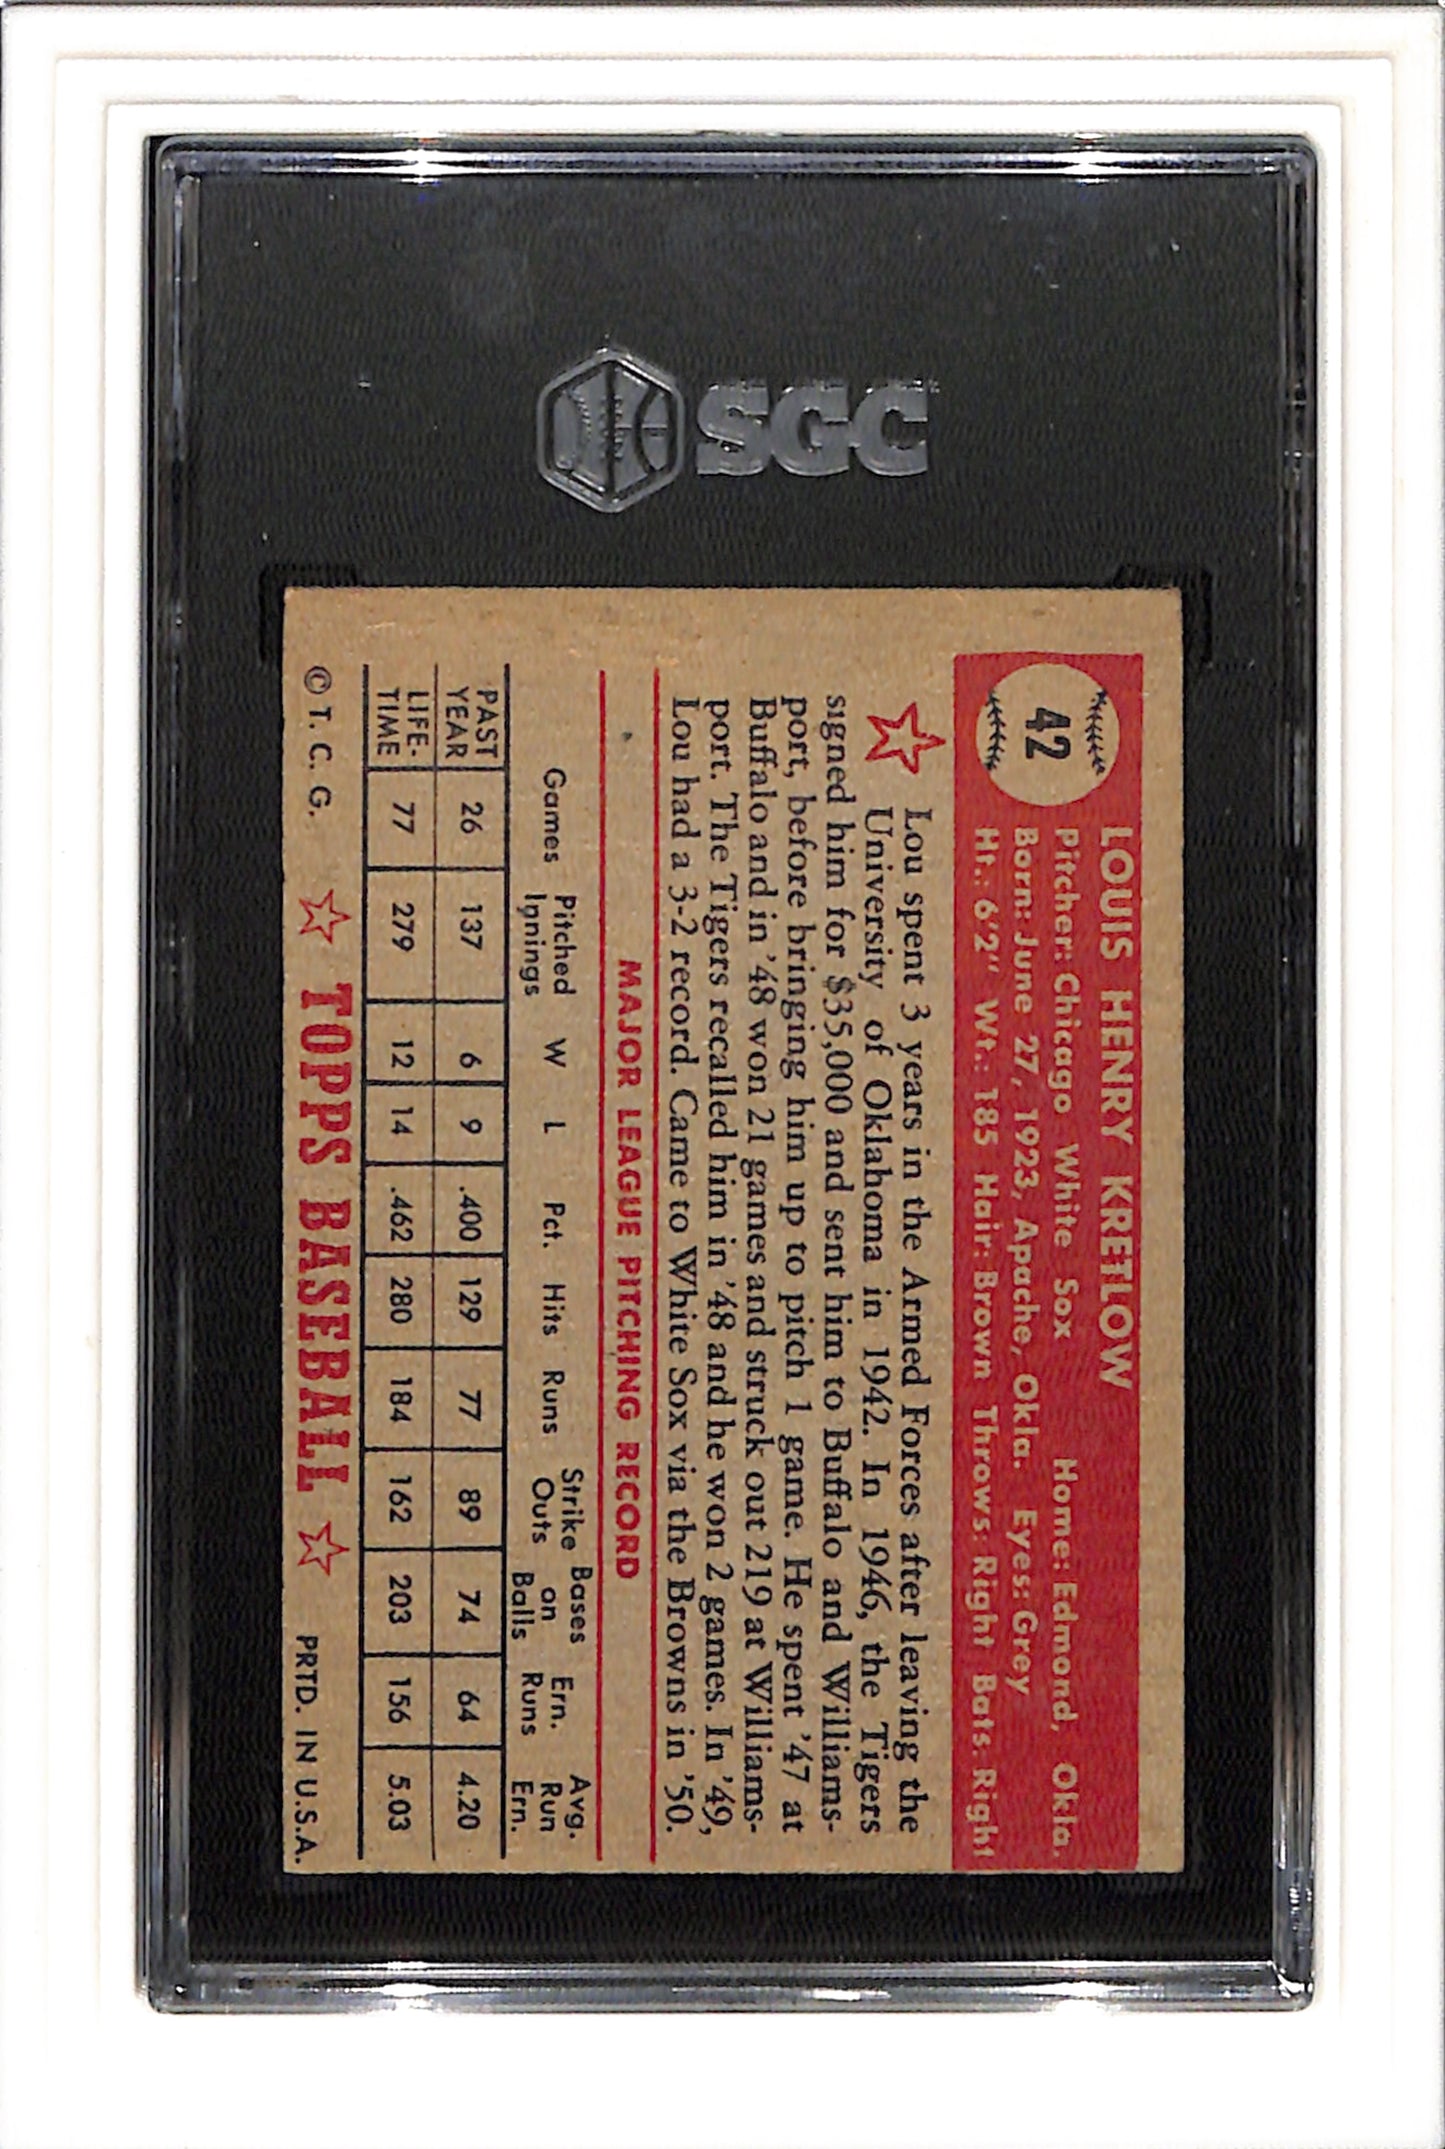 SGC
42
LOUIS HENRY KRETLOW
Pitcher: Chicago White Sox Home: Edmond, Okla.
Born: June 27, 1923, Apache, Okla. Eyes: Grey
Ht.: 6'2" Wt.: 185 Hair: Brown Throws: Right Bats: Right
Lou spent 3 years in the Armed Forces after leaving the
University of Oklahoma in 1942. In 1946, the Tigers
signed him for $35,000 and sent him to Buffalo and Williams-
port, before bringing him up to pitch 1 game. He spent '47 at
Buffalo and in '48 won 21 games and struck out 219 at Williams-
port. The Tigers recalled him in '48 and he won 2 games. In '49,
Lou had a 3-2 record. Came to White Sox via the Browns in '50.
MAJOR LEAGUE PITCHING RECORD
Games Pitched Innings W L Pct. Hits Runs Strike Outs Bases on Balls Ern. Runs Avg. Run Ern.
PAST YEAR 26 137 6 9 .400 129 77 89 74 64 4.20
LIFE-TIME 77 279 12 14 .462 280 184 162 203 156 5.03
© T. C. G. ☆ TOPPS BASEBALL ☆ PRTD. IN U.S.A.